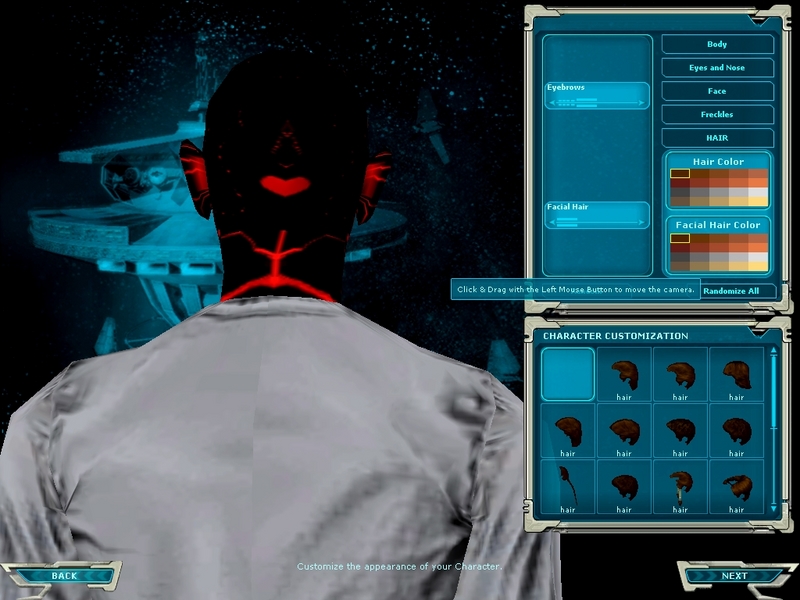 Body
Eyes and Nose
Eyebrows
Face
Freckles
HAIR
Hair Color
Facial Hair
Facial Hair Color
Click & Drag with the Left Mouse Button to move the camera.
Randomize All
CHARACTER CUSTOMIZATION
hair
hair
hair
hair
hair
hair
hair
hair
hair
hair
hair
Customize the appearance of your Character.
BACK
NEXT